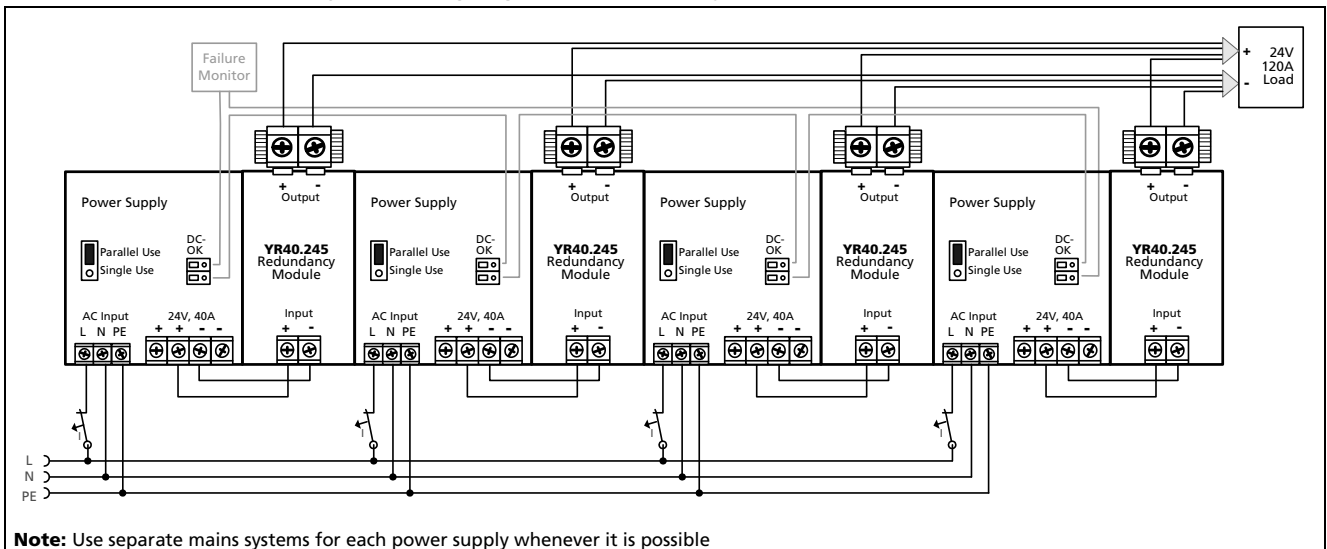 Failure
Monitor
+ 24V
120A
- Load
+ -
Output
+ -
Output
+ -
Output
+ -
Output
Power Supply
Parallel Use
Single Use
DC-
OK
YR40.245
Redundancy
Module
Power Supply
Parallel Use
Single Use
DC-
OK
YR40.245
Redundancy
Module
Power Supply
Parallel Use
Single Use
DC-
OK
YR40.245
Redundancy
Module
Power Supply
Parallel Use
Single Use
DC-
OK
YR40.245
Redundancy
Module
AC Input
L N PE
24V, 40A
+ + - -
Input
+ -
AC Input
L N PE
24V, 40A
+ + - -
Input
+ -
AC Input
L N PE
24V, 40A
+ + - -
Input
+ -
AC Input
L N PE
24V, 40A
+ + - -
Input
+ -
I
I
I
I
L
N
PE
Note: Use separate mains systems for each power supply whenever it is possible